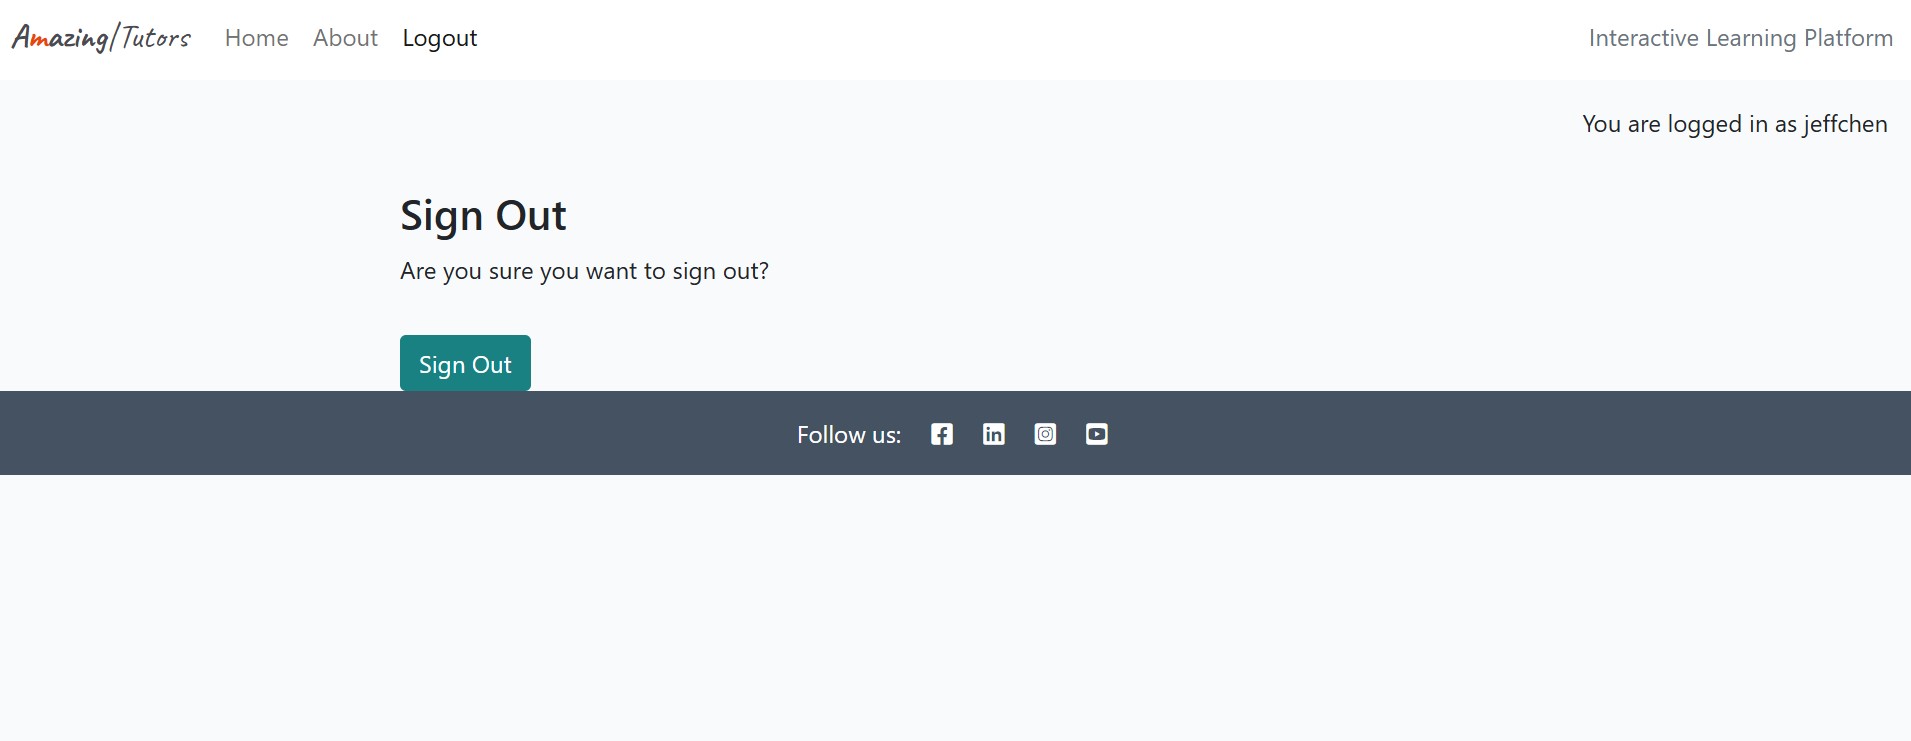 Amazing|Tutors Home About Logout Interactive Learning Platform
You are logged in as jeffchen
Sign Out
Are you sure you want to sign out?
Sign Out
Follow us: